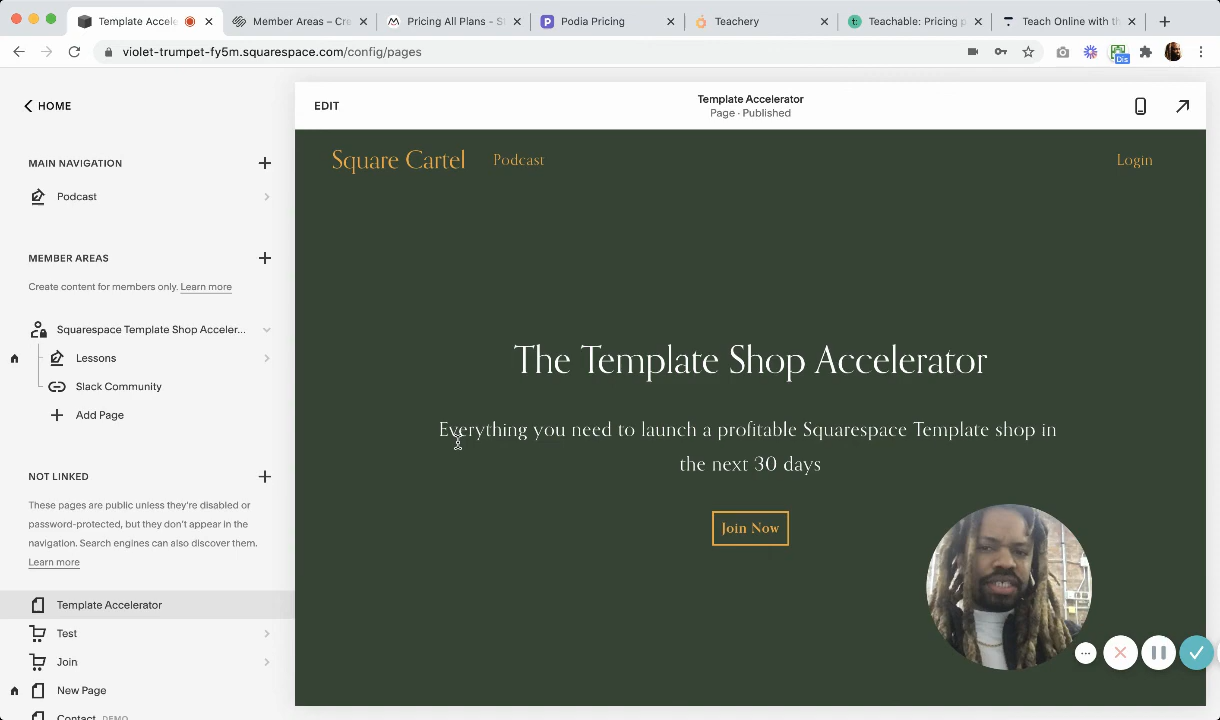 Template Accele
Member Areas – Cre
Pricing All Plans - S
Podia Pricing
Teachery
Teachable: Pricing p
Teach Online with th
violet-trumpet-fy5m.squarespace.com/config/pages
Dis
HOME
EDIT
Template Accelerator
Page · Published
MAIN NAVIGATION
Podcast
MEMBER AREAS
Create content for members only. Learn more
Squarespace Template Shop Acceler...
Lessons
Slack Community
Add Page
NOT LINKED
These pages are public unless they're disabled or
password-protected, but they don't appear in the
navigation. Search engines can also discover them.
Learn more
Template Accelerator
Test
Join
New Page
Contact DEMO
Square Cartel
Podcast
Login
The Template Shop Accelerator
Everything you need to launch a profitable Squarespace Template shop in
the next 30 days
Join Now